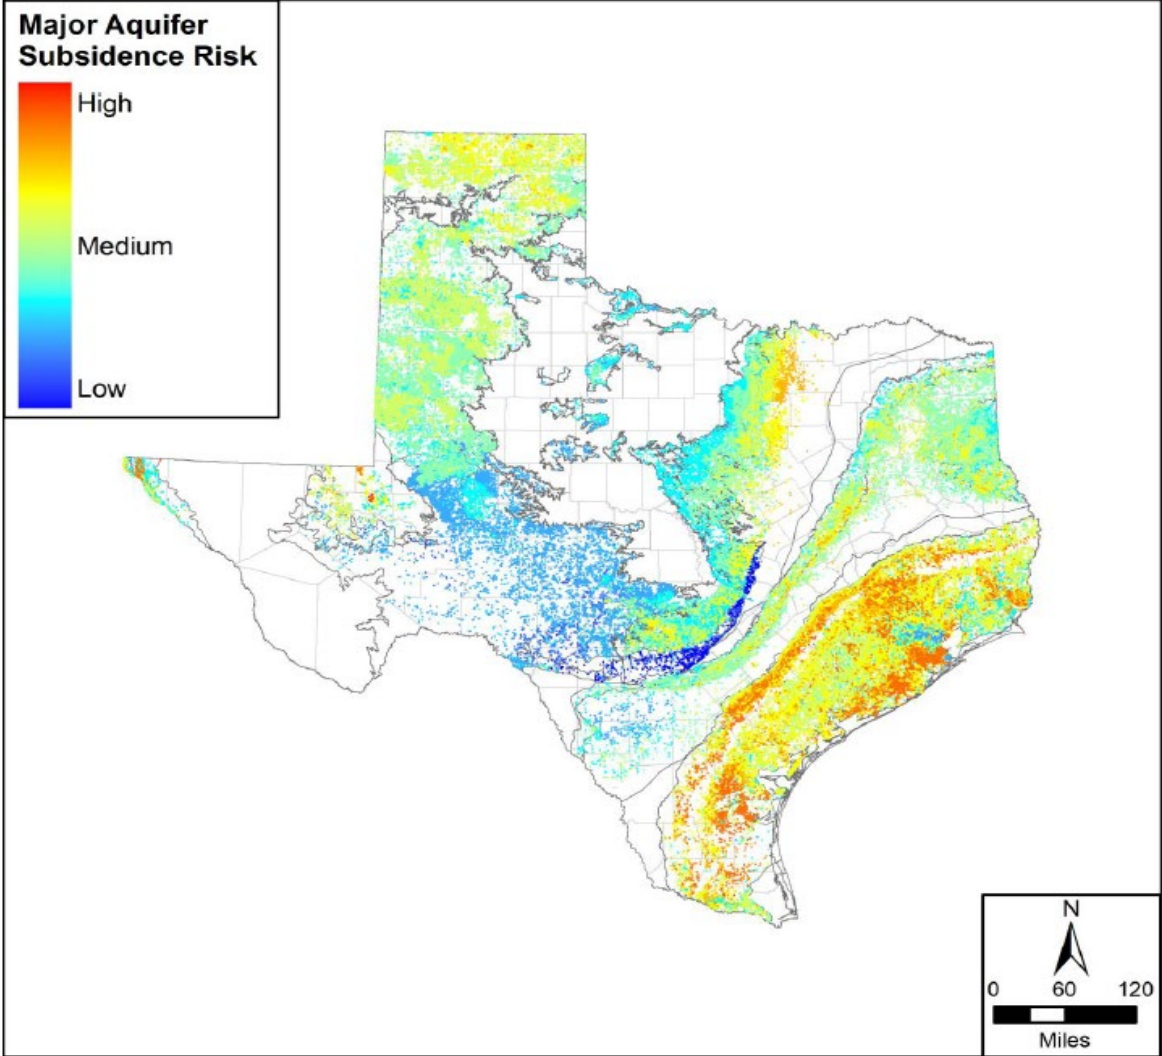 Major Aquifer
Subsidence Risk
High
Medium
Low
N
0 60 120
Miles